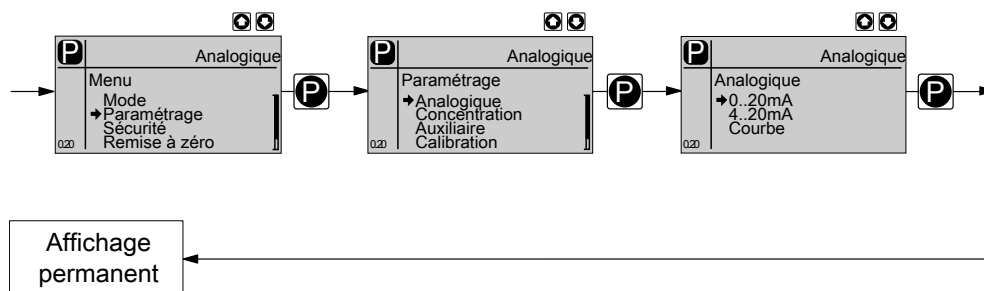 P Analogique
Menu
Mode
Paramétrage
Sécurité
Remise à zéro
0.20
P
P Analogique
Paramétrage
Analogique
Concentration
Auxiliaire
Calibration
0.20
P
P Analogique
Analogique
0..20mA
4..20mA
Courbe
0.20
P
Affichage
permanent